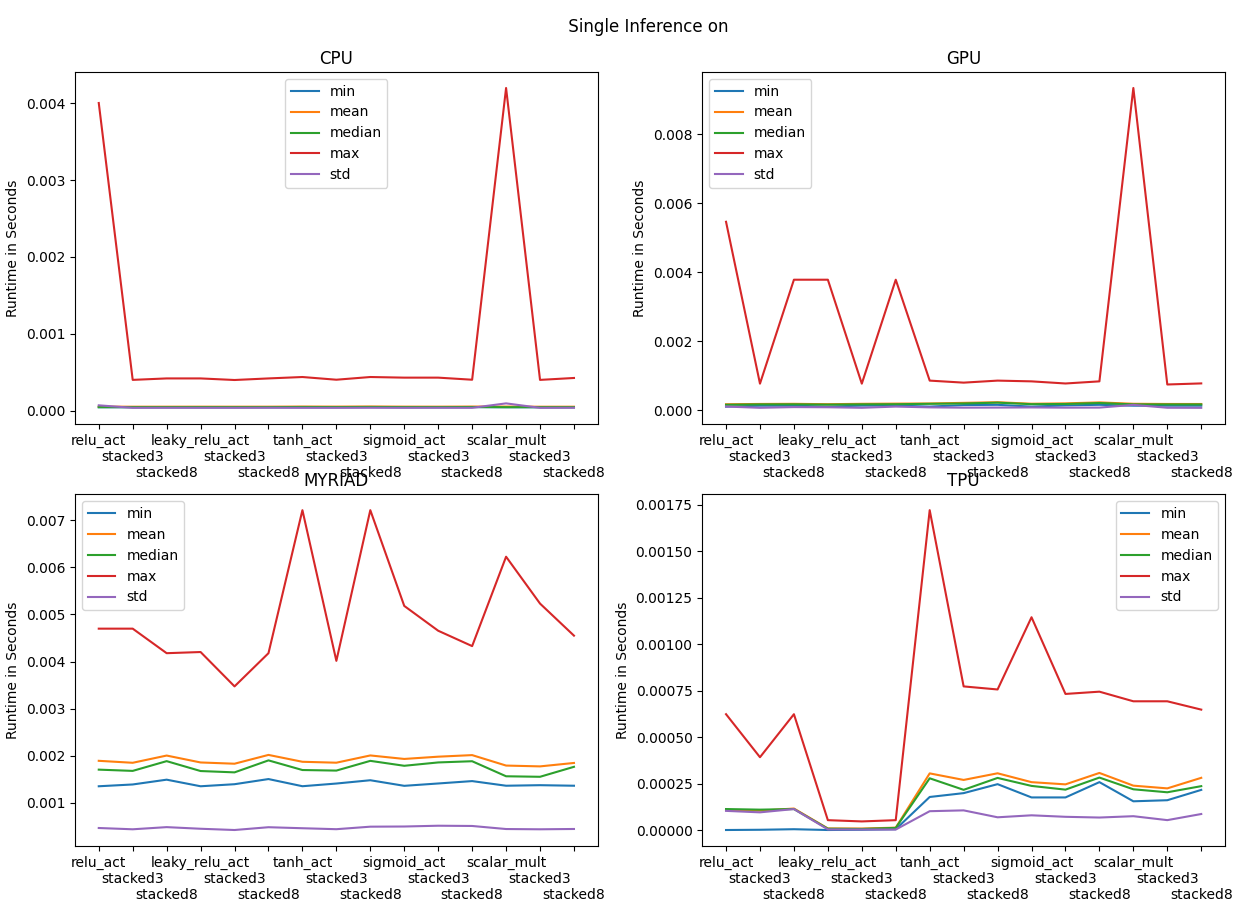 Single Inference on
CPU
Runtime in Seconds
0.004
0.003
0.002
0.001
0.000
min
mean
median
max
std
relu_act leaky_relu_act tanh_act sigmoid_act scalar_mult
stacked3 stacked3 stacked3 stacked3 stacked3
stacked8 stacked8 stacked8 stacked8 stacked8
GPU
Runtime in Seconds
0.008
0.006
0.004
0.002
0.000
min
mean
median
max
std
relu_act leaky_relu_act tanh_act sigmoid_act scalar_mult
stacked3 stacked3 stacked3 stacked3 stacked3
stacked8 stacked8 stacked8 stacked8 stacked8
MYRIAD
Runtime in Seconds
0.007
0.006
0.005
0.004
0.003
0.002
0.001
min
mean
median
max
std
relu_act leaky_relu_act tanh_act sigmoid_act scalar_mult
stacked3 stacked3 stacked3 stacked3 stacked3
stacked8 stacked8 stacked8 stacked8 stacked8
TPU
Runtime in Seconds
0.00175
0.00150
0.00125
0.00100
0.00075
0.00050
0.00025
0.00000
min
mean
median
max
std
relu_act leaky_relu_act tanh_act sigmoid_act scalar_mult
stacked3 stacked3 stacked3 stacked3 stacked3
stacked8 stacked8 stacked8 stacked8 stacked8